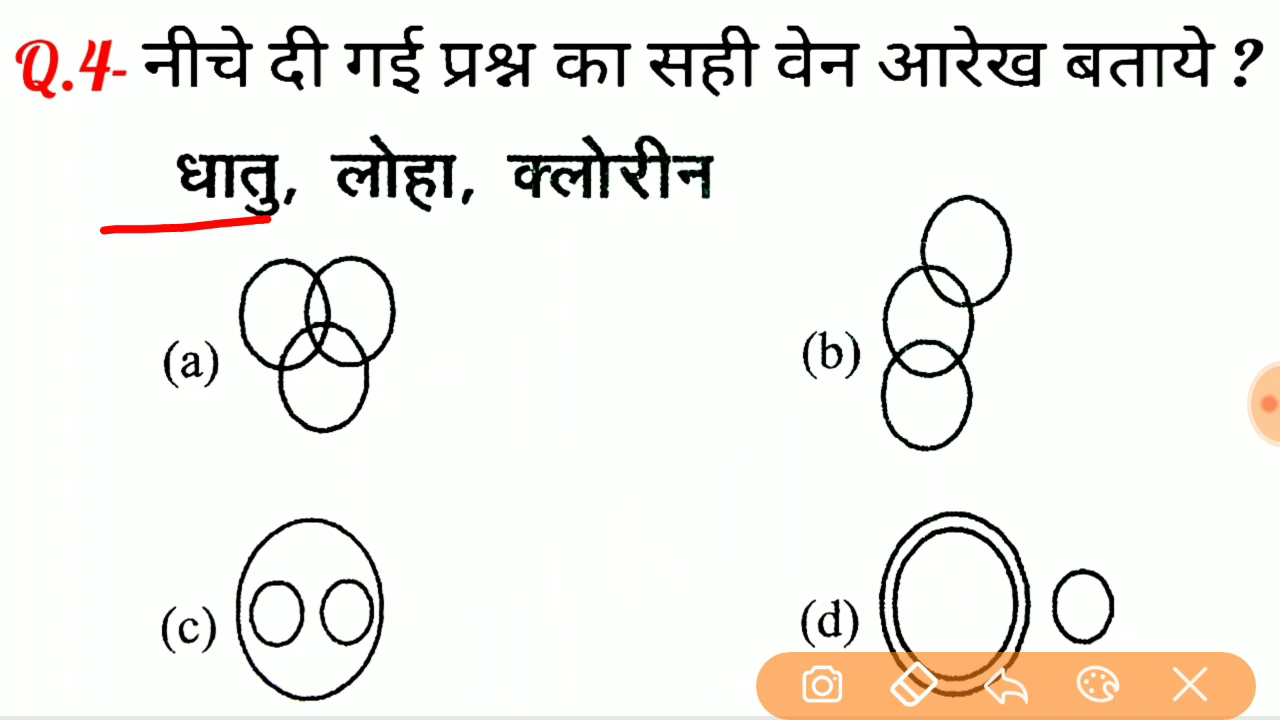 Q.4- नीचे दी गई प्रश्न का सही वेन आरेख बताये ?
धातु, लोहा, क्लोरीन
(a)
(b)
(c)
(d)